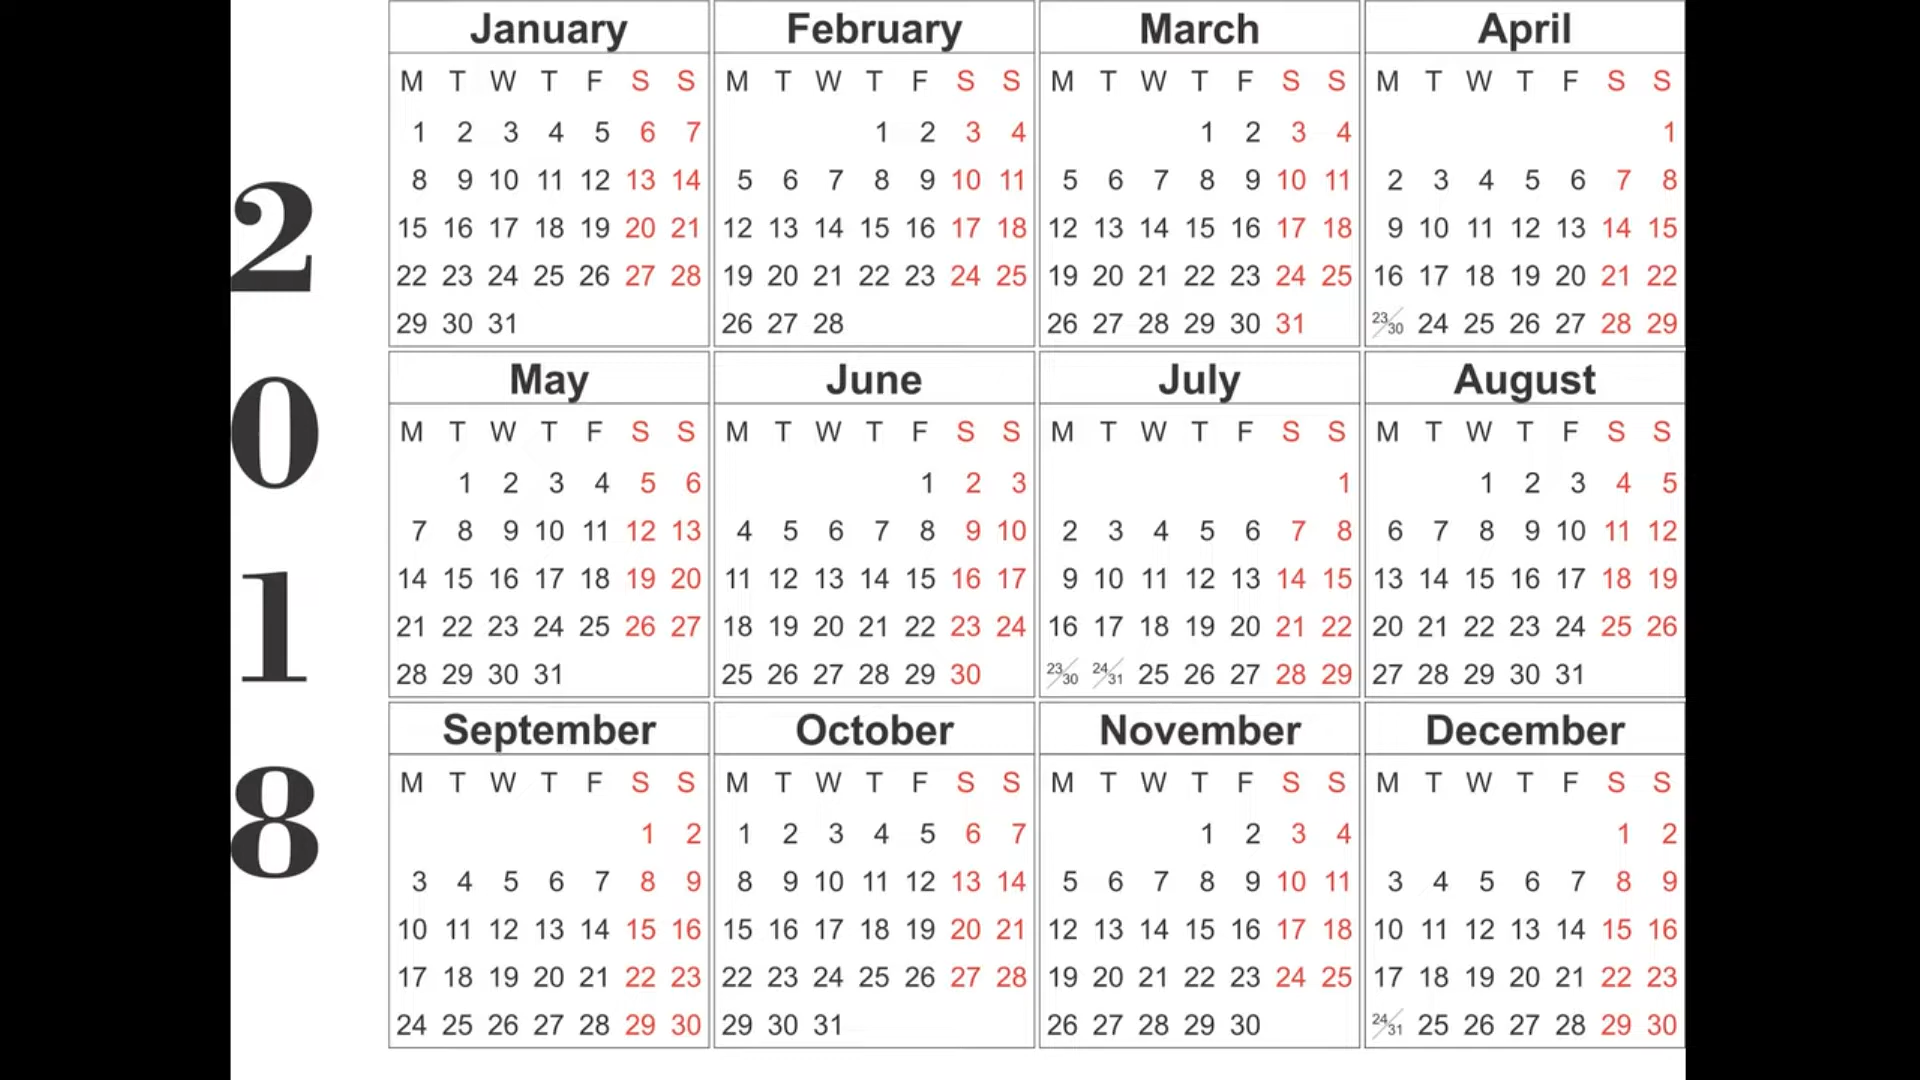 2
0
1
8
January
M T W T F S S
1 2 3 4 5 6 7
8 9 10 11 12 13 14
15 16 17 18 19 20 21
22 23 24 25 26 27 28
29 30 31
February
M T W T F S S
1 2 3 4
5 6 7 8 9 10 11
12 13 14 15 16 17 18
19 20 21 22 23 24 25
26 27 28
March
M T W T F S S
1 2 3 4
5 6 7 8 9 10 11
12 13 14 15 16 17 18
19 20 21 22 23 24 25
26 27 28 29 30 31
April
M T W T F S S
1
2 3 4 5 6 7 8
9 10 11 12 13 14 15
16 17 18 19 20 21 22
23/30 24 25 26 27 28 29
May
M T W T F S S
1 2 3 4 5 6
7 8 9 10 11 12 13
14 15 16 17 18 19 20
21 22 23 24 25 26 27
28 29 30 31
June
M T W T F S S
1 2 3
4 5 6 7 8 9 10
11 12 13 14 15 16 17
18 19 20 21 22 23 24
25 26 27 28 29 30
July
M T W T F S S
1
2 3 4 5 6 7 8
9 10 11 12 13 14 15
16 17 18 19 20 21 22
23/30 24/31 25 26 27 28 29
August
M T W T F S S
1 2 3 4 5
6 7 8 9 10 11 12
13 14 15 16 17 18 19
20 21 22 23 24 25 26
27 28 29 30 31
September
M T W T F S S
1 2
3 4 5 6 7 8 9
10 11 12 13 14 15 16
17 18 19 20 21 22 23
24 25 26 27 28 29 30
October
M T W T F S S
1 2 3 4 5 6 7
8 9 10 11 12 13 14
15 16 17 18 19 20 21
22 23 24 25 26 27 28
29 30 31
November
M T W T F S S
1 2 3 4
5 6 7 8 9 10 11
12 13 14 15 16 17 18
19 20 21 22 23 24 25
26 27 28 29 30
December
M T W T F S S
1 2
3 4 5 6 7 8 9
10 11 12 13 14 15 16
17 18 19 20 21 22 23
24/31 25 26 27 28 29 30